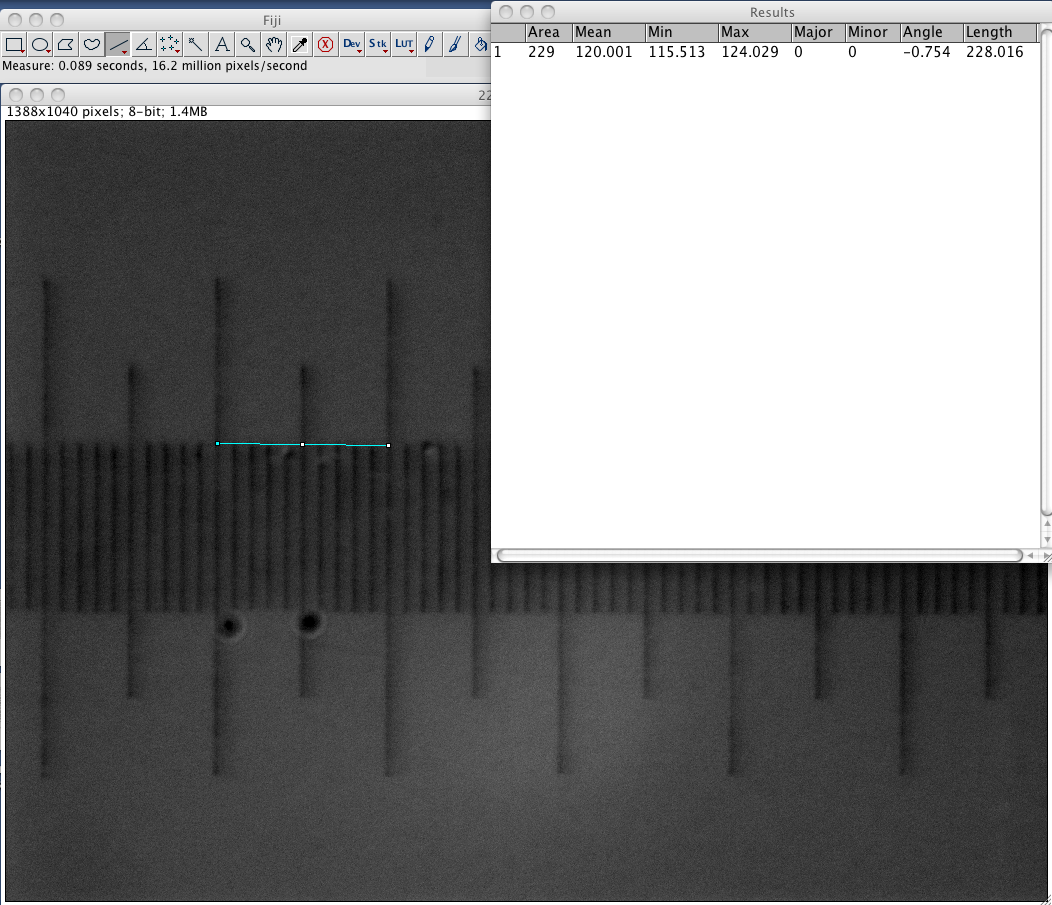 Fiji
Dev Stk LUT
Measure: 0.089 seconds, 16.2 million pixels/second
22
1388x1040 pixels; 8-bit; 1.4MB
Results
Area Mean Min Max Major Minor Angle Length
1 229 120.001 115.513 124.029 0 0 −0.754 228.016